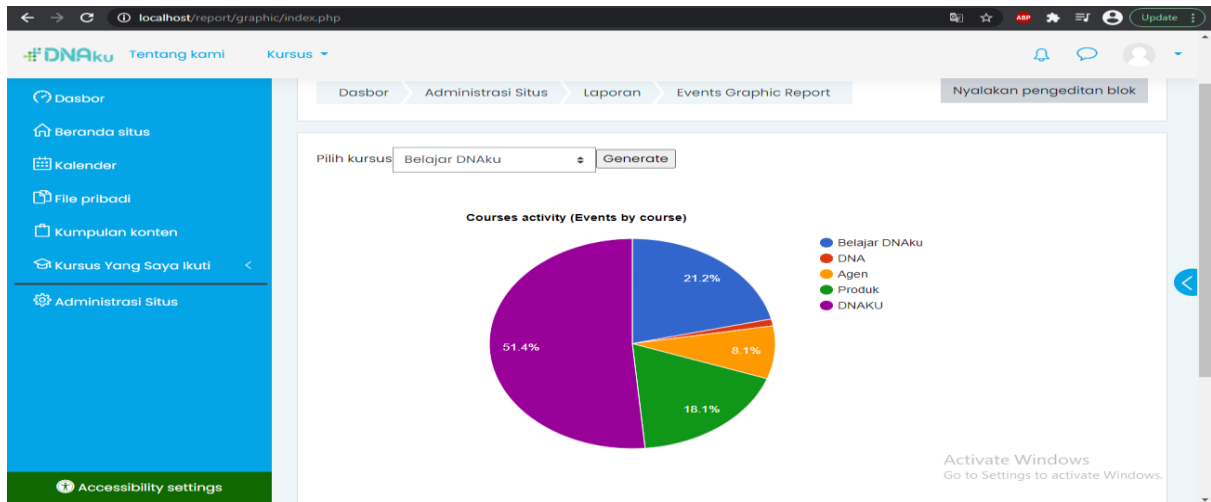 localhost/report/graphic/index.php
ABP
Update
DNAku Tentang kami Kursus
Dasbor
Beranda situs
Kalender
File pribadi
Kumpulan konten
Kursus Yang Saya Ikuti
Administrasi Situs
Accessibility settings
Dasbor Administrasi Situs Laporan Events Graphic Report
Nyalakan pengeditan blok
Pilih kursus Belajar DNAku Generate
Courses activity (Events by course)
21.2%
8.1%
18.1%
51.4%
Belajar DNAku
DNA
Agen
Produk
DNAKU
Activate Windows
Go to Settings to activate Windows.